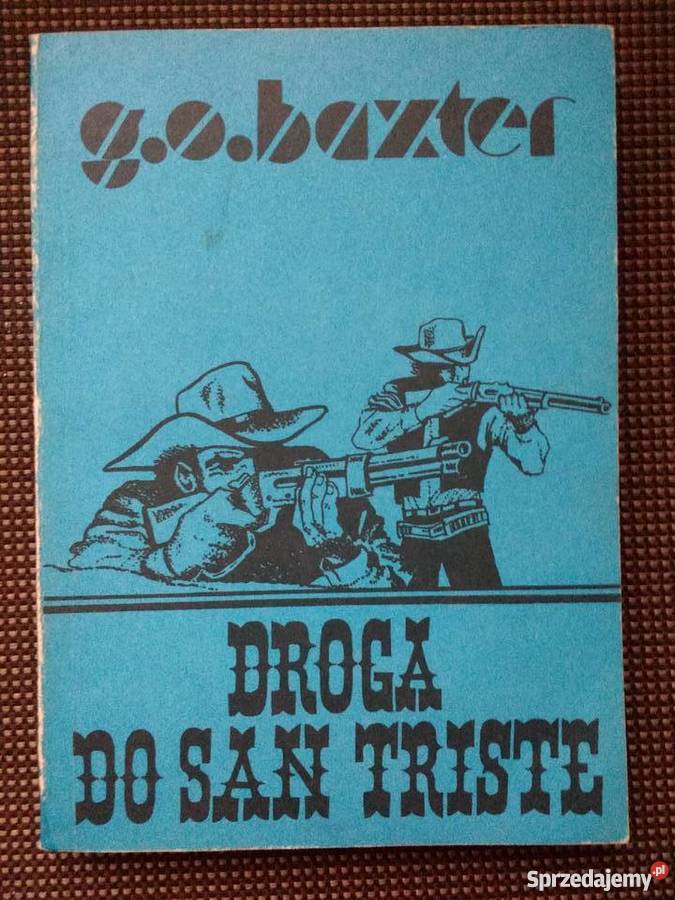 g.o.baxter
DROGA
DO SAN TRISTE
Sprzedajemy.pl